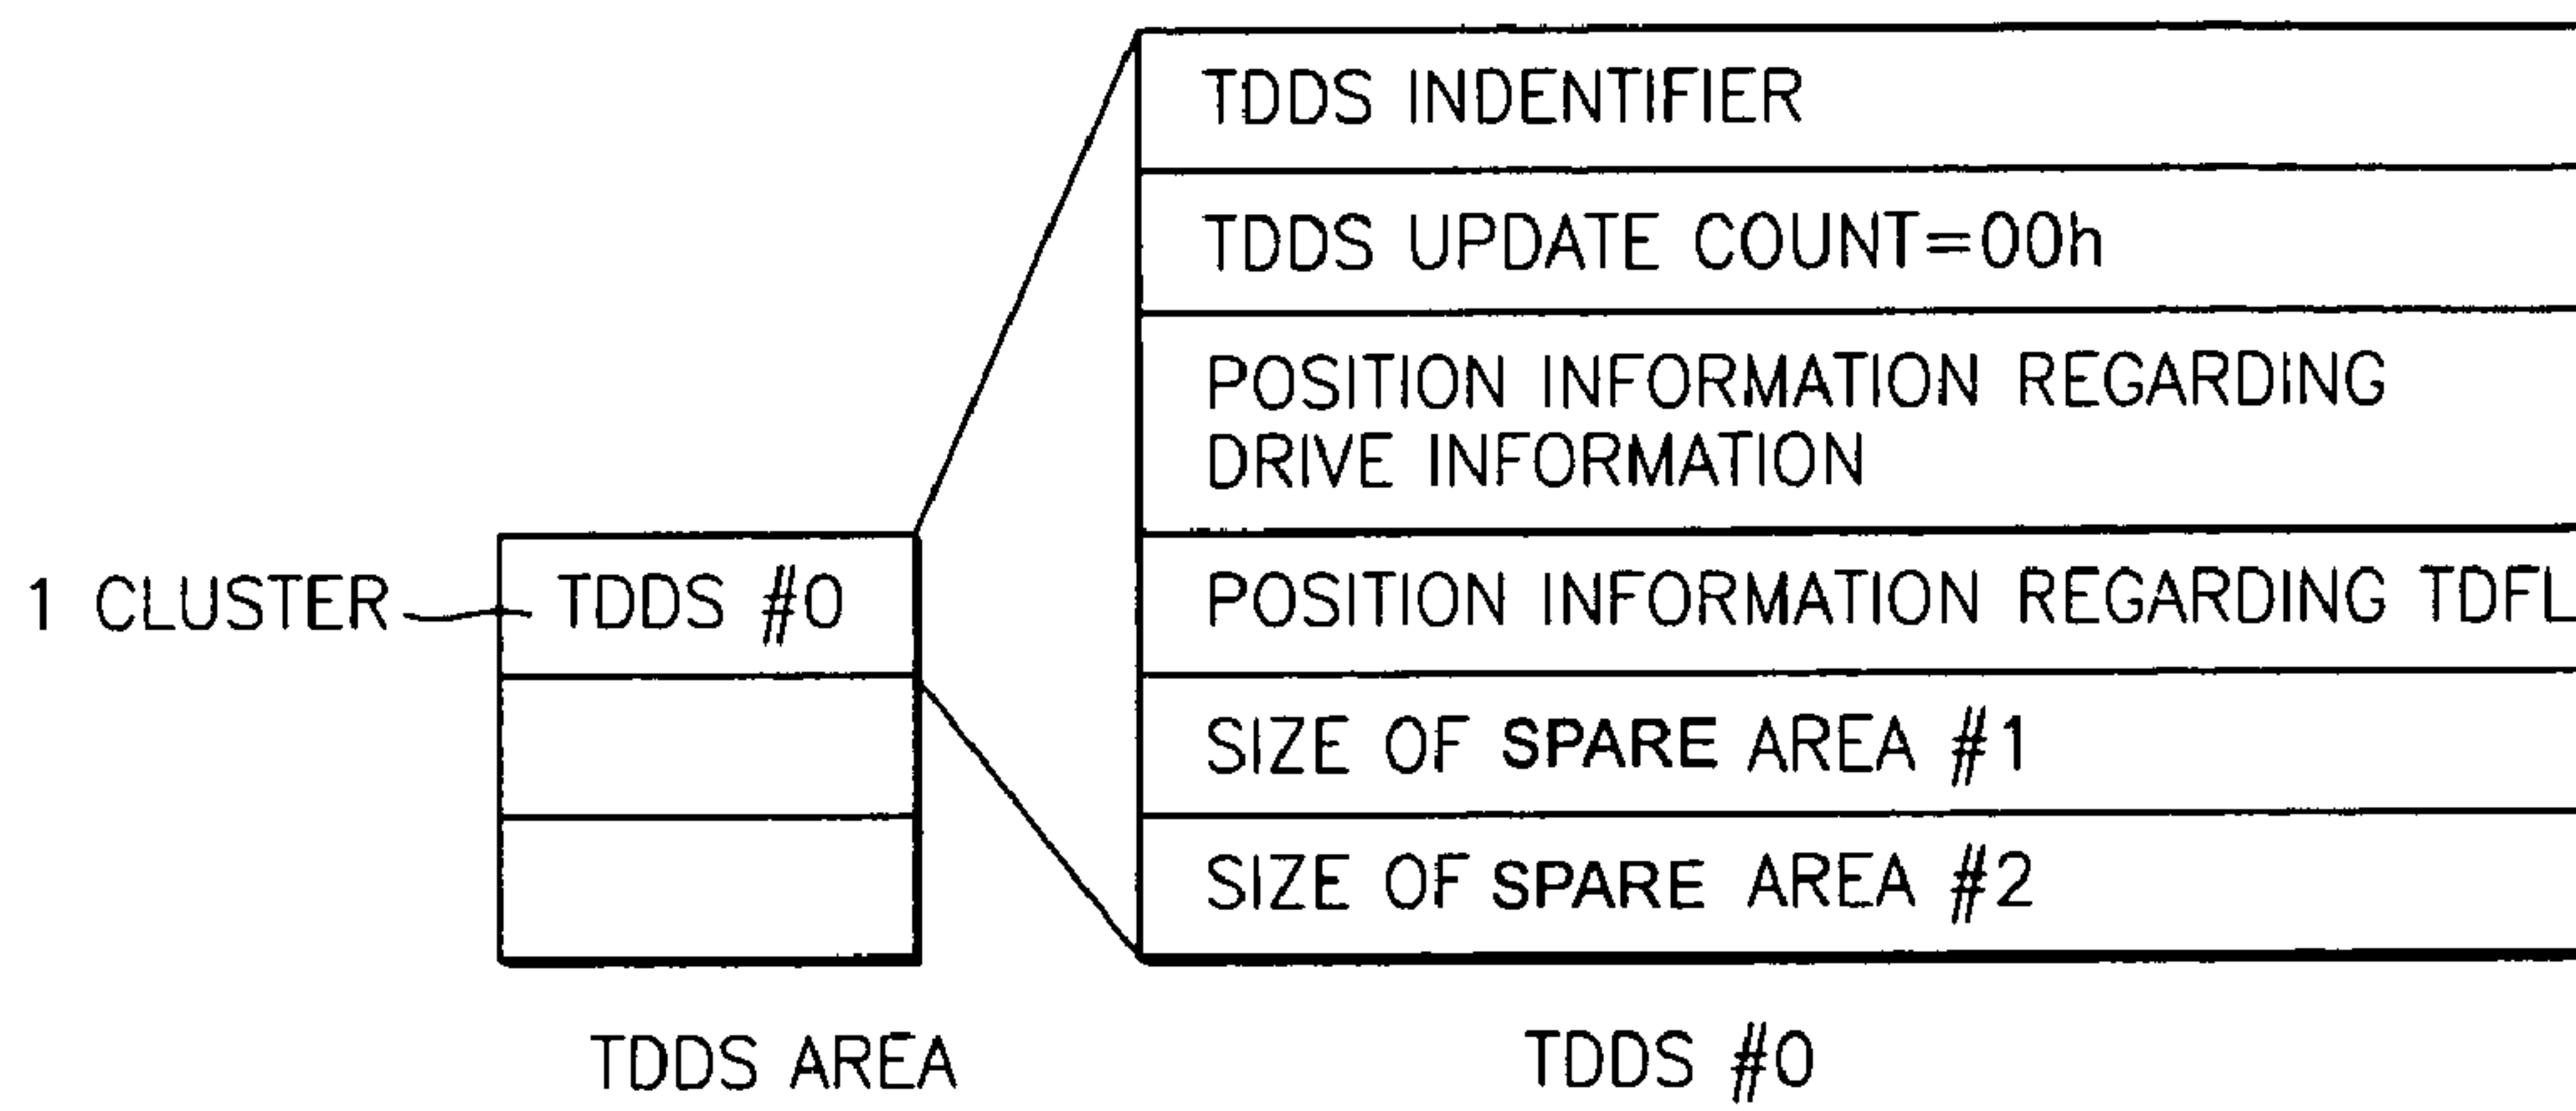 TDDS INDENTIFIER
TDDS UPDATE COUNT=00h
POSITION INFORMATION REGARDING
DRIVE INFORMATION
1 CLUSTER
TDDS #0
POSITION INFORMATION REGARDING TDFL
SIZE OF SPARE AREA #1
SIZE OF SPARE AREA #2
TDDS AREA
TDDS #0